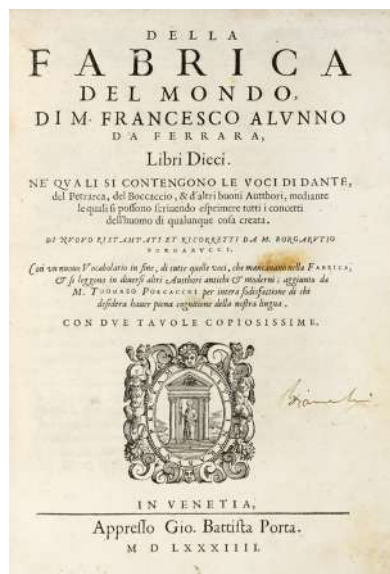 DELLA
FABRICA
DEL MONDO,
DI M. FRANCESCO ALVNNO
DA FERRARA,
Libri Dieci.
NE' QVALI SI CONTENGONO LE VOCI DI DANTE,
del Petrarca, del Boccaccio, & d'altri buoni Autthori, mediante
le quali si possono scriuendo esprimere tutti i concetti
dell'huomo di qualunque cosa creata.
DI NVOVO RISTAMPATI ET RICORRETTI DA M. BORGARVTIO
BORGARVCCI.
Con vn nuouo Vocabolario in fine, di tutte quelle voci, che mancauano nella FABRICA,
& si leggono in diuersi altri Autthori antichi & moderni; aggiunto da
M. THOMASO PORCACCHI per intera sodisfattione di chi
desidera hauer piena cognitione della nostra lingua.
CON DVE TAVOLE COPIOSISSIME.
IN VENETIA,
Appresso Gio. Battista Porta.
M D LXXXIIII.